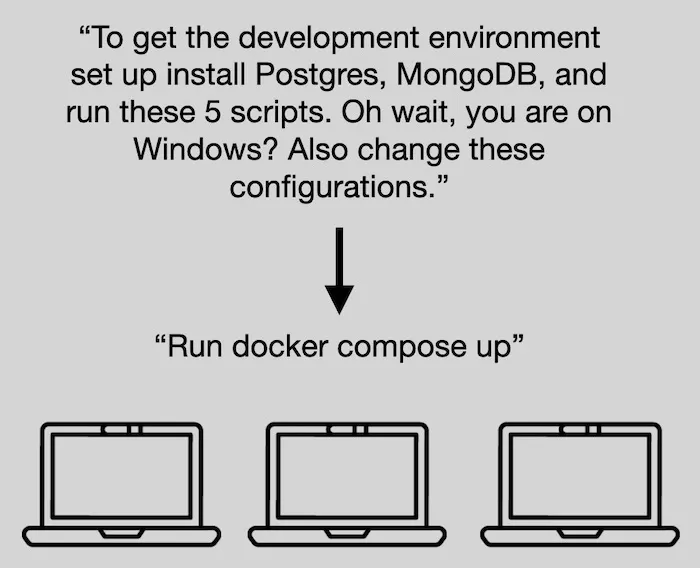 “To get the development environment
set up install Postgres, MongoDB, and
run these 5 scripts. Oh wait, you are on
Windows? Also change these
configurations.”
“Run docker compose up”